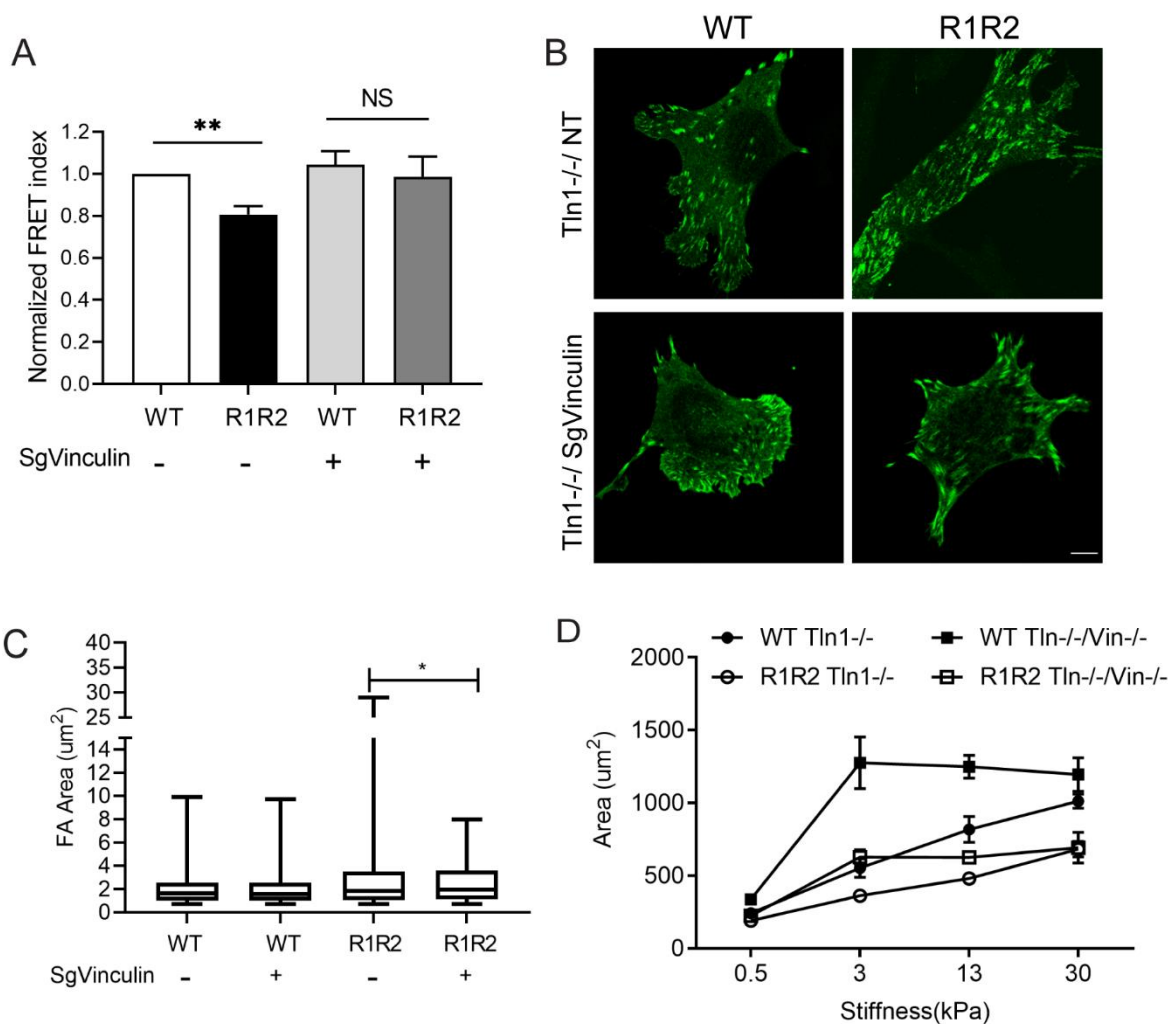 A
**
NS
Normalized FRET index
1.2
1.0
0.8
0.6
0.4
0.2
0.0
WT
R1R2
WT
R1R2
SgVinculin
-
-
+
+
B
WT
R1R2
Tln1-/-/ NT
Tln1-/-/ SgVinculin
C
FA Area (um²)
40
35
30
25
20
14
12
10
8
6
4
2
0
*
WT
WT
R1R2
R1R2
SgVinculin
-
+
-
+
D
WT Tln1-/-
WT Tln-/-/Vin-/-
R1R2 Tln1-/-
R1R2 Tln-/-/Vin-/-
Area (um²)
2000
1500
1000
500
0
0.5
3
13
30
Stiffness(kPa)